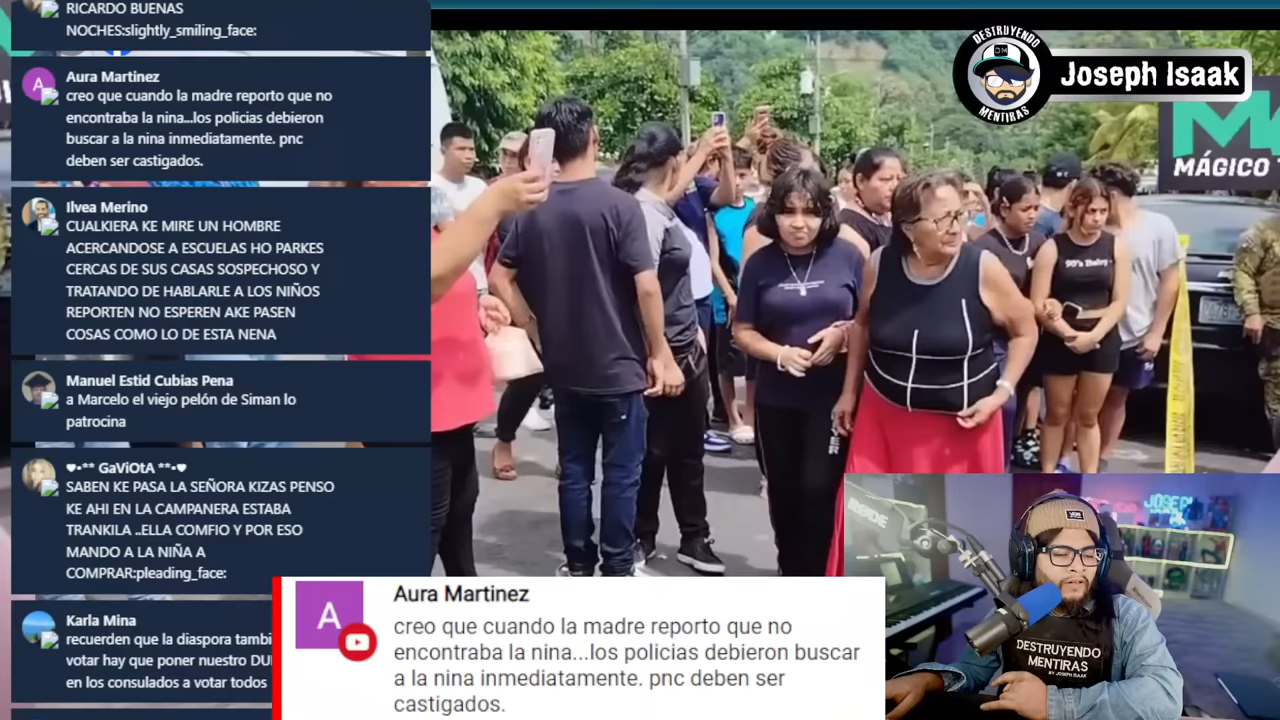 RICARDO BUENAS
NOCHES:slightly_smiling_face:
Aura Martinez
creo que cuando la madre reporto que no
encontraba la nina...los policias debieron
buscar a la nina inmediatamente. pnc
deben ser castigados.
Ilvea Merino
CUALKIERA KE MIRE UN HOMBRE
ACERCANDOSE A ESCUELAS HO PARKES
CERCAS DE SUS CASAS SOSPECHOSO Y
TRATANDO DE HABLARLE A LOS NIÑOS
REPORTEN NO ESPEREN AKE PASEN
COSAS COMO LO DE ESTA NENA
Manuel Estid Cubias Pena
a Marcelo el viejo pelón de Siman lo
patrocina
♥•** GaViOtA **•♥
SABEN KE PASA LA SEÑORA KIZAS PENSO
KE AHI EN LA CAMPANERA ESTABA
TRANKILA ..ELLA COMFIO Y POR ESO
MANDO A LA NIÑA A
COMPRAR:pleading_face:
Karla Mina
recuerden que la diaspora tambi
votar hay que poner nuestro DU
en los consulados a votar todos
A
Aura Martinez
creo que cuando la madre reporto que no
encontraba la nina...los policias debieron buscar
a la nina inmediatamente. pnc deben ser
castigados.
DESTRUYENDO
DM
MENTIRAS
Joseph Isaak
MÁGICO
90's Baby
RØDE
JOSEPH
DESTRUYENDO
MENTIRAS
BY JOSEPH ISAAK